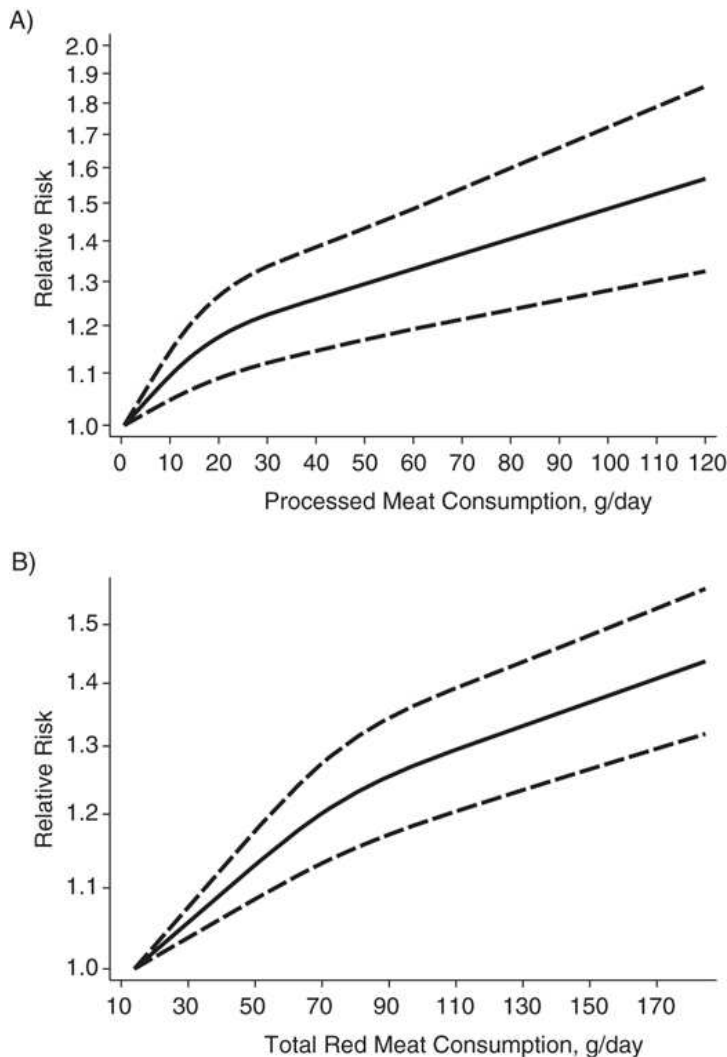 A)
2.0
1.9
1.8
1.7
1.6
1.5
1.4
1.3
1.2
1.1
1.0
Relative Risk
0 10 20 30 40 50 60 70 80 90 100 110 120
Processed Meat Consumption, g/day
B)
1.5
1.4
1.3
1.2
1.1
1.0
Relative Risk
10 30 50 70 90 110 130 150 170
Total Red Meat Consumption, g/day